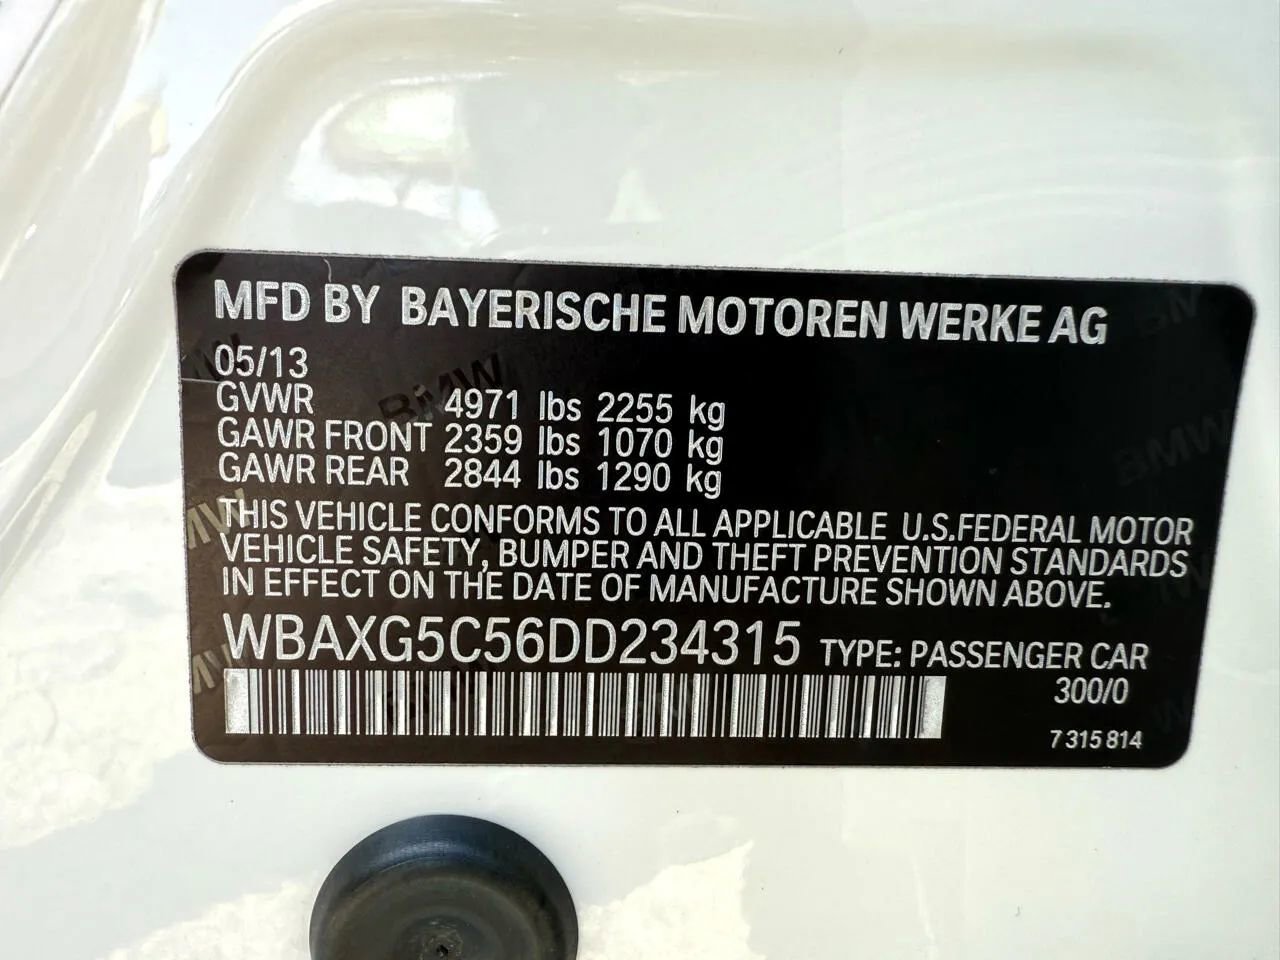 MFD BY BAYERISCHE MOTOREN WERKE AG
05/13
GVWR 4971 lbs 2255 kg
GAWR FRONT 2359 lbs 1070 kg
GAWR REAR 2844 lbs 1290 kg
THIS VEHICLE CONFORMS TO ALL APPLICABLE U.S.FEDERAL MOTOR
VEHICLE SAFETY, BUMPER AND THEFT PREVENTION STANDARDS
IN EFFECT ON THE DATE OF MANUFACTURE SHOWN ABOVE.
WBAXG5C56DD234315 TYPE: PASSENGER CAR
300/0
7 315 814
BMW
BMW